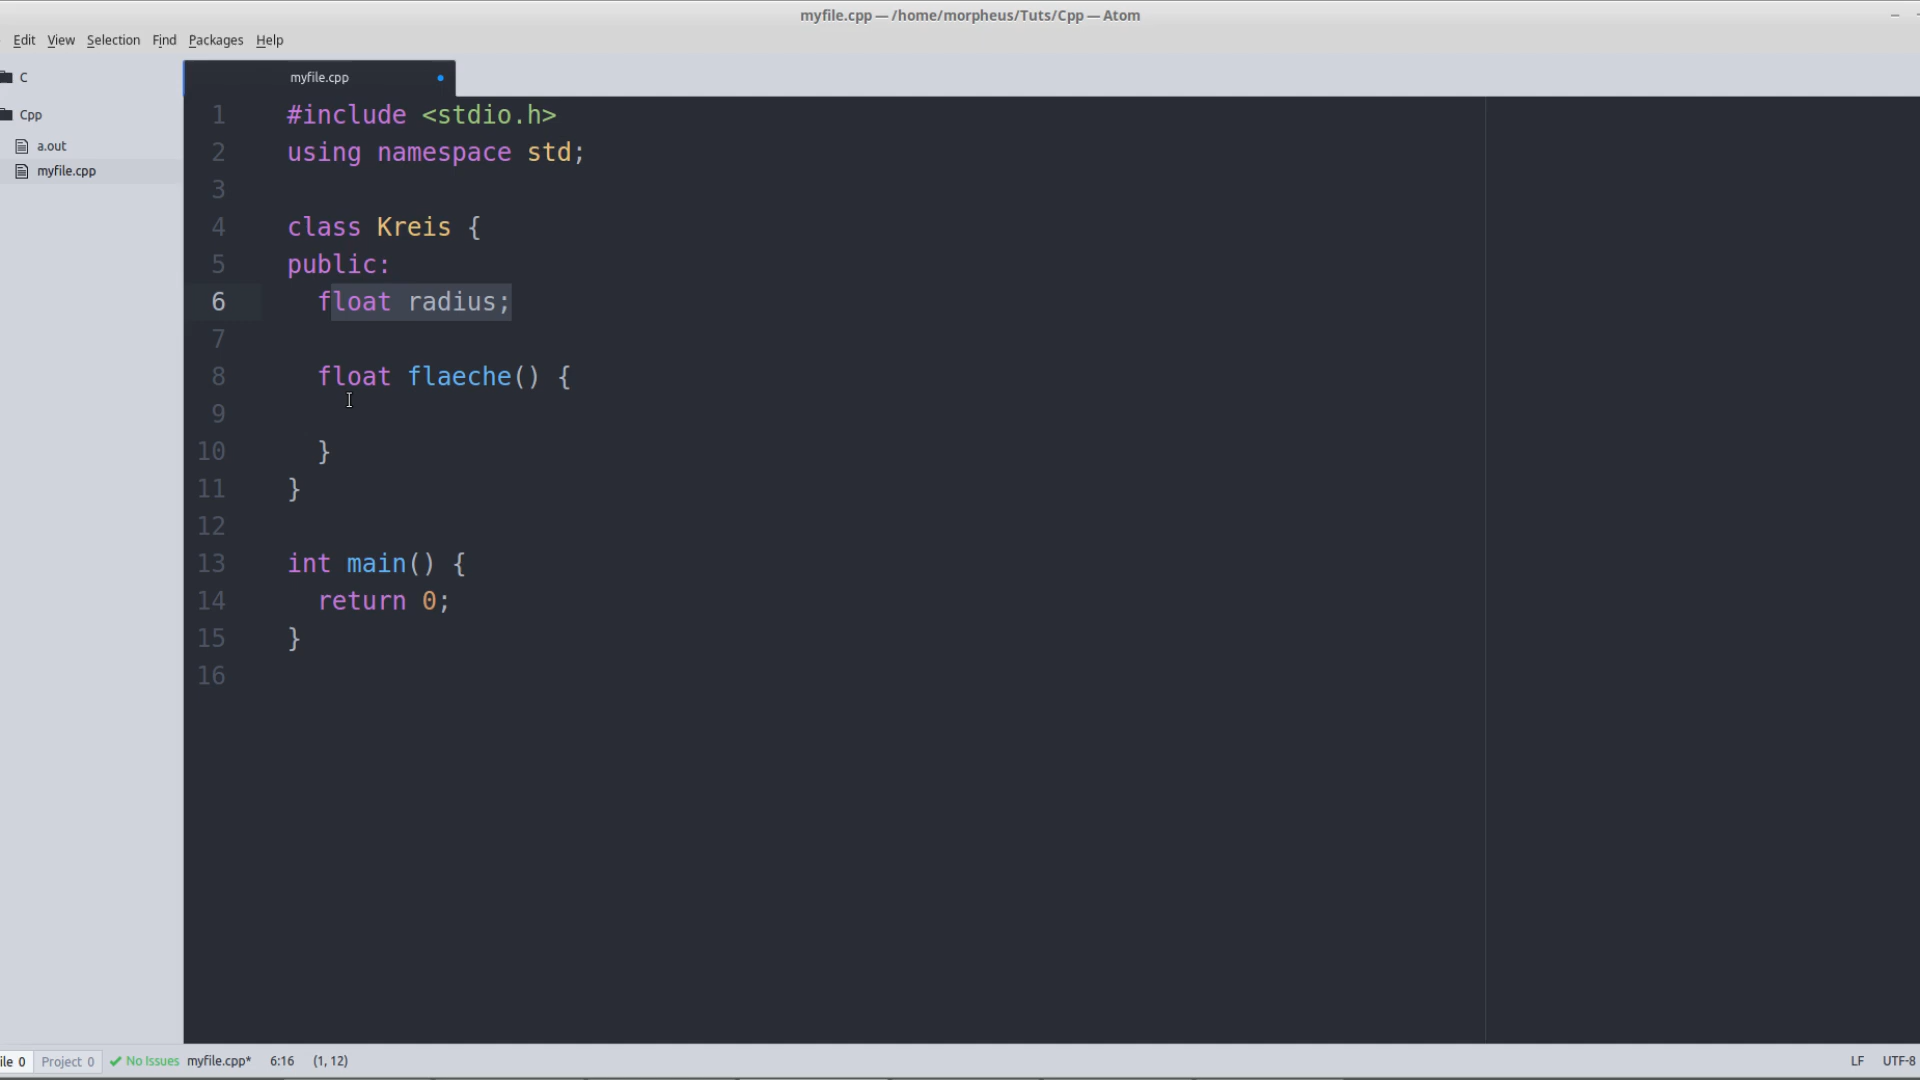 myfile.cpp — /home/morpheus/Tuts/Cpp — Atom
Edit View Selection Find Packages Help
C
Cpp
a.out
myfile.cpp
myfile.cpp
1 #include <stdio.h>
2 using namespace std;
3
4 class Kreis {
5 public:
6 float radius;
7
8 float flaeche() {
9
10 }
11 }
12
13 int main() {
14 return 0;
15 }
16
ile 0 Project 0 No Issues myfile.cpp* 6:16 (1, 12) LF UTF-8